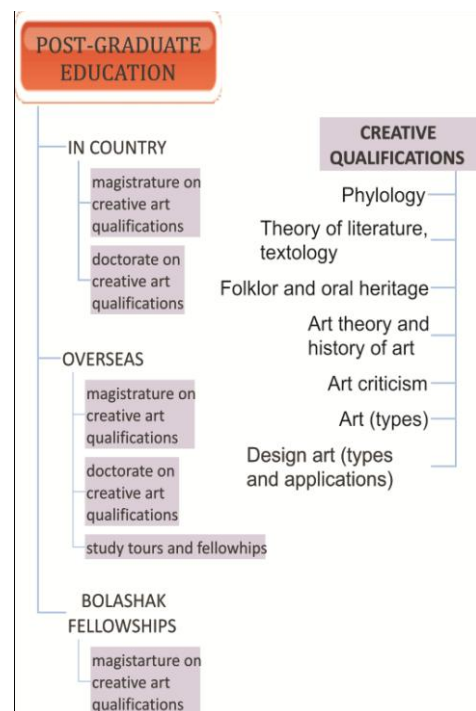 POST-GRADUATE
EDUCATION
IN COUNTRY
magistrature on
creative art
qualifications
doctorate on
creative art
qualifications
OVERSEAS
magistrature on
creative art
qualifications
doctorate on
creative art
qualifications
study tours and fellowhips
BOLASHAK
FELLOWSHIPS
magistarture on
creative art
qualifications
CREATIVE
QUALIFICATIONS
Phylology
Theory of literature,
textology
Folklor and oral heritage
Art theory and
history of art
Art criticism
Art (types)
Design art (types
and applications)